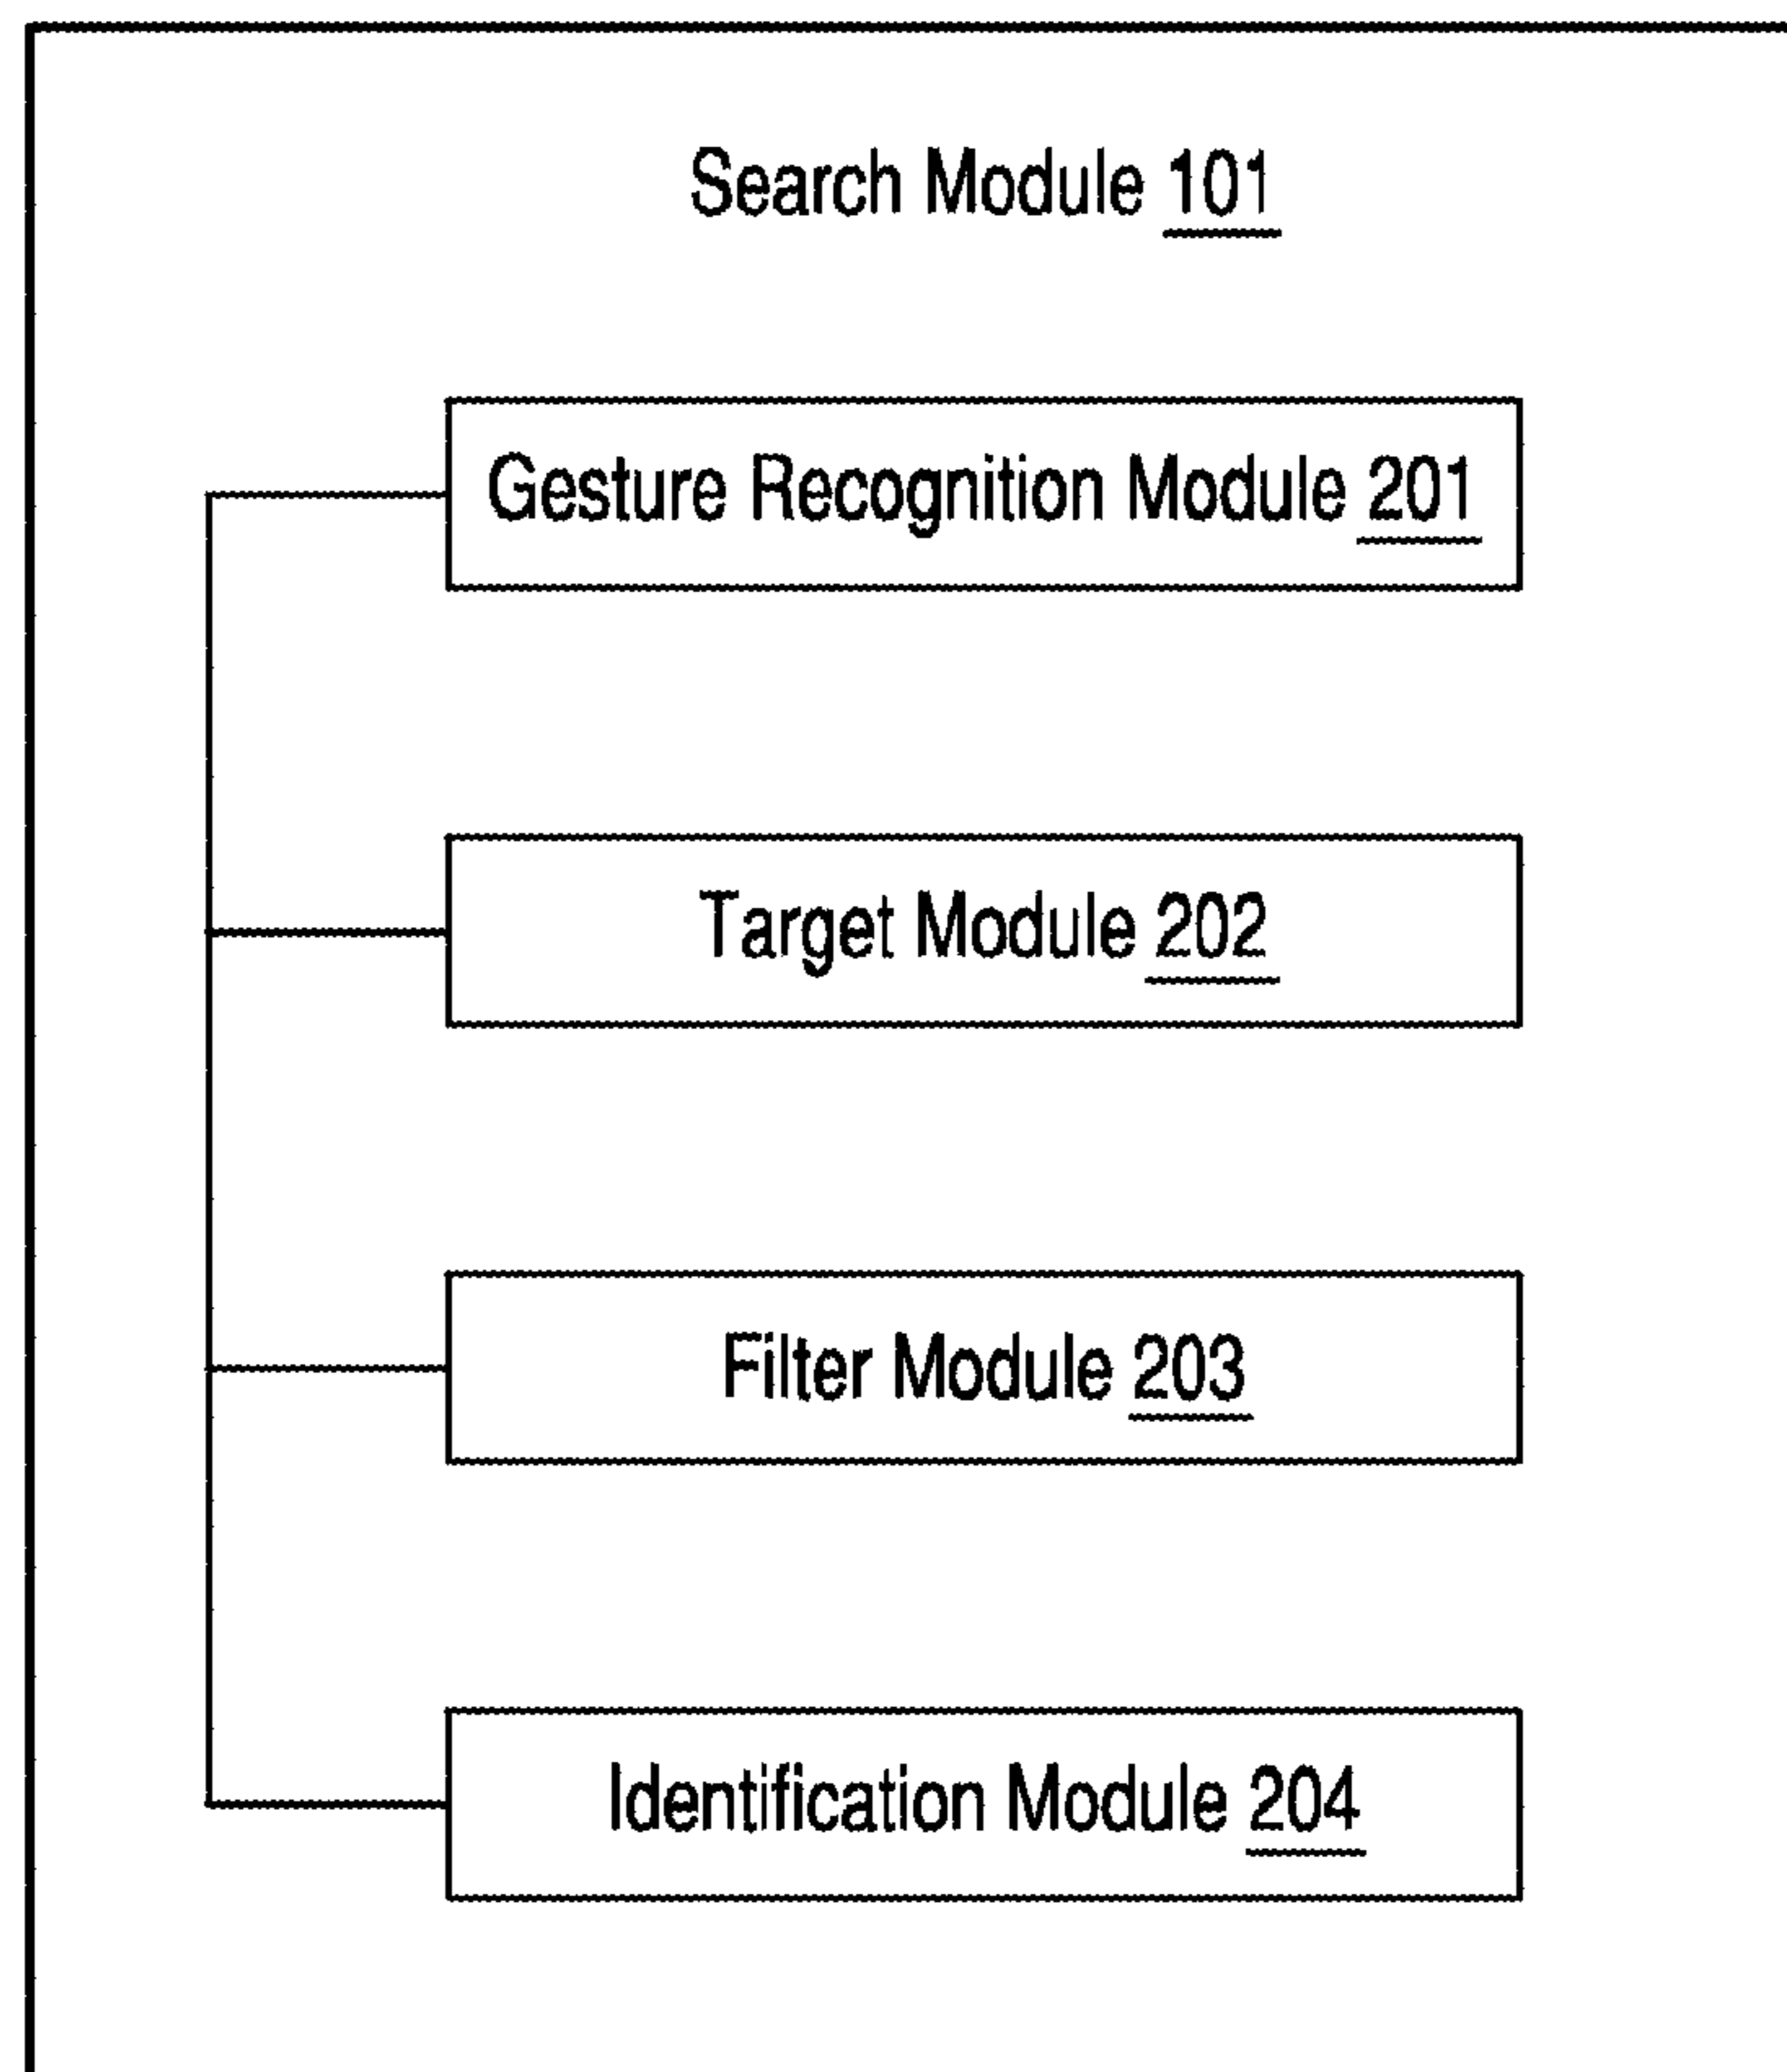 Search Module 101
Gesture Recognition Module 201
Target Module 202
Filter Module 203
Identification Module 204